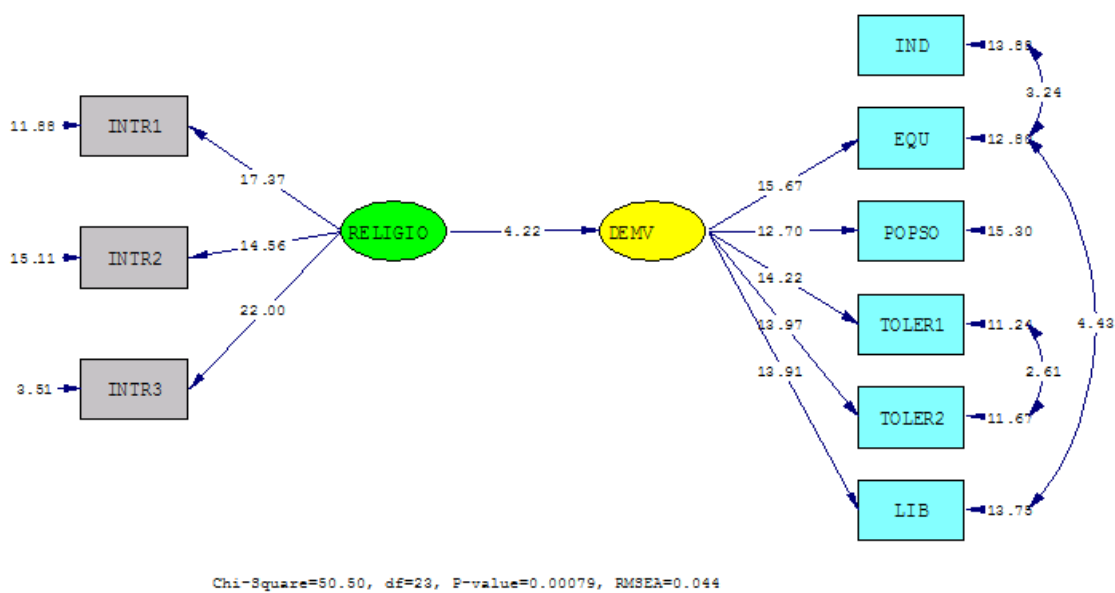 IND
13.88
3.24
11.88
INTR1
EQU
12.86
17.37
15.67
RELIGIO
4.22
DEMV
12.70
POPSO
15.30
15.11
INTR2
14.56
14.22
22.00
13.97
TOLER1
11.24
4.43
13.91
2.61
3.51
INTR3
TOLER2
11.67
LIB
13.75
Chi-Square=50.50, df=23, P-value=0.00079, RMSEA=0.044